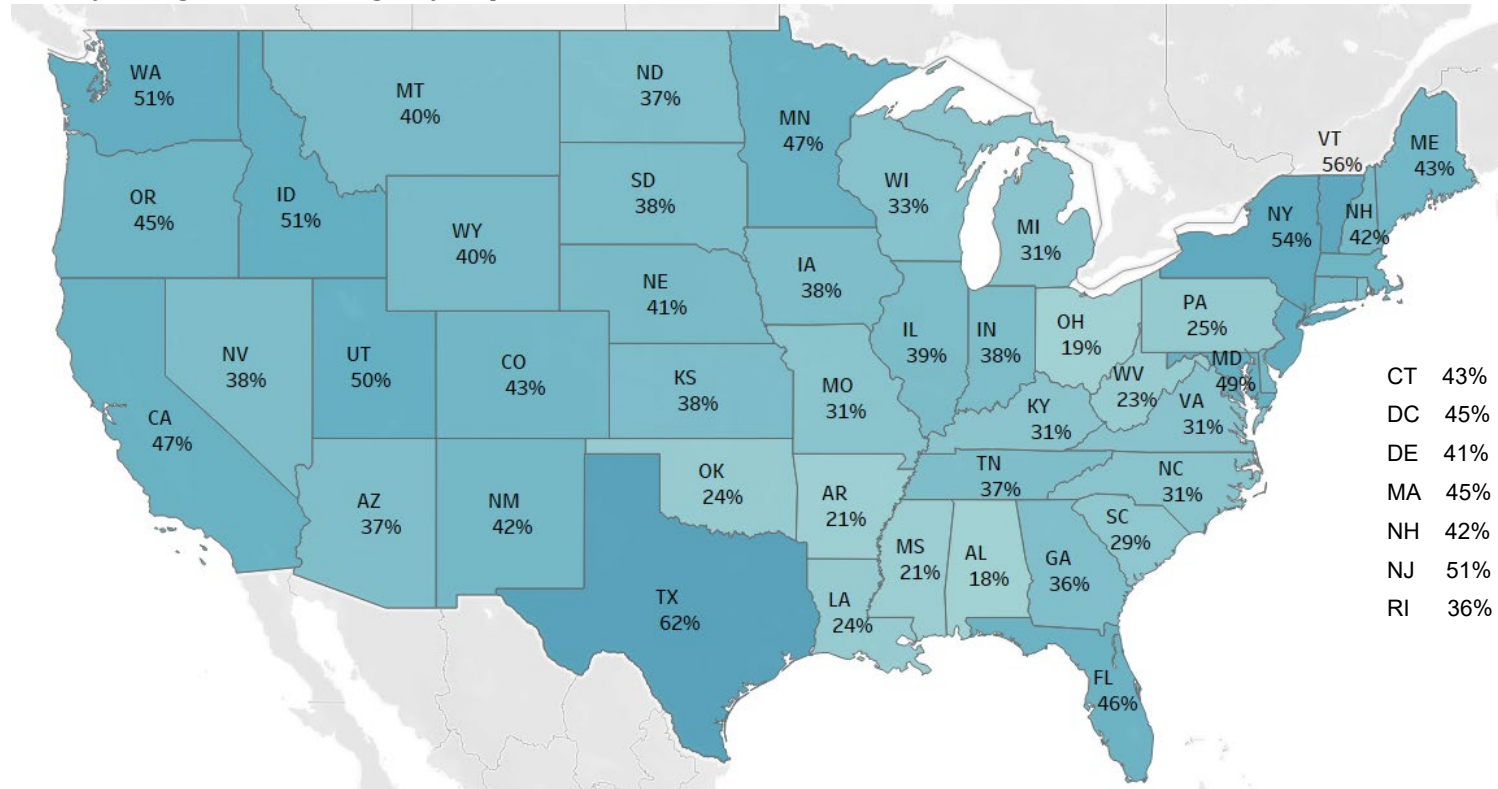 WA
51%
MT
40%
ND
37%
MN
47%
VT
56%
ME
43%
OR
45%
ID
51%
WY
40%
SD
38%
WI
33%
MI
31%
NY
54%
NH
42%
NE
41%
IA
38%
PA
25%
NV
38%
UT
50%
CO
43%
KS
38%
MO
31%
IL
39%
IN
38%
OH
19%
WV
23%
MD
49%
VA
31%
KY
31%
CA
47%
AZ
37%
NM
42%
OK
24%
AR
21%
TN
37%
NC
31%
SC
29%
MS
21%
AL
18%
GA
36%
TX
62%
LA
24%
FL
46%
CT 43%
DC 45%
DE 41%
MA 45%
NH 42%
NJ 51%
RI 36%